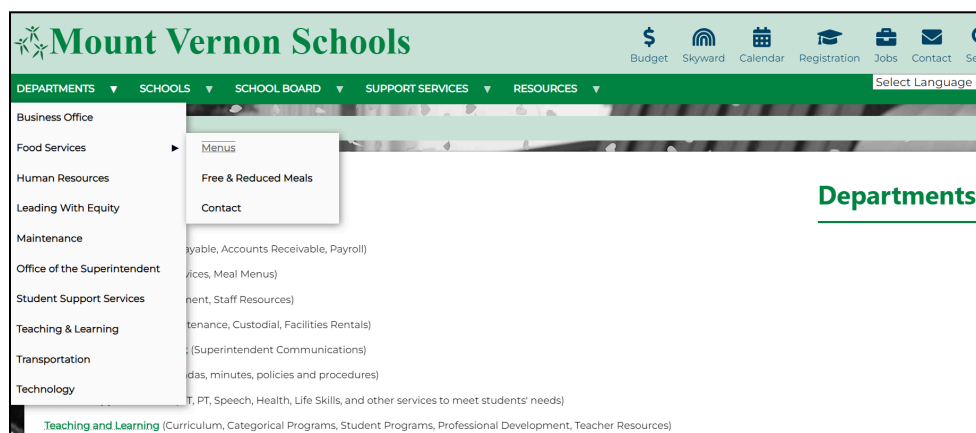 Mount Vernon Schools
Budget Skyward Calendar Registration Jobs Contact
DEPARTMENTS ▼ SCHOOLS ▼ SCHOOL BOARD ▼ SUPPORT SERVICES ▼ RESOURCES ▼ Select Language
Business Office
Food Services ▶ Menus
Human Resources Free & Reduced Meals
Leading With Equity Contact
Departments
Maintenance
ayable, Accounts Receivable, Payroll)
Office of the Superintendent vices, Meal Menus)
Student Support Services ment, Staff Resources)
Teaching & Learning tenance, Custodial, Facilities Rentals)
Transportation (Superintendent Communications)
das, minutes, policies and procedures)
Technology
T, PT, Speech, Health, Life Skills, and other services to meet students' needs)
Teaching and Learning (Curriculum, Categorical Programs, Student Programs, Professional Development, Teacher Resources)